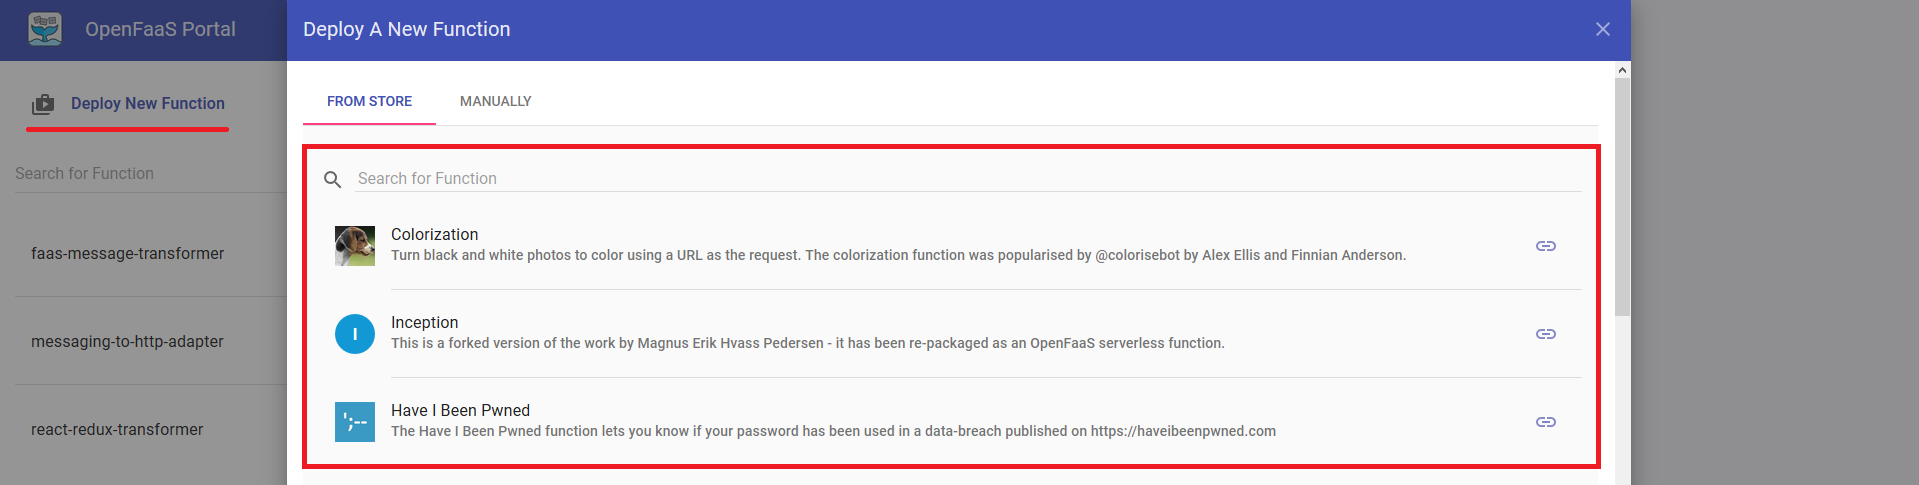 OpenFaaS Portal
Deploy New Function
Search for Function
faas-message-transformer
messaging-to-http-adapter
react-redux-transformer
Deploy A New Function
FROM STORE MANUALLY
Search for Function
Colorization
Turn black and white photos to color using a URL as the request. The colorization function was popularised by @colorisebot by Alex Ellis and Finnian Anderson.
I
Inception
This is a forked version of the work by Magnus Erik Hvass Pedersen - it has been re-packaged as an OpenFaaS serverless function.
';--
Have I Been Pwned
The Have I Been Pwned function lets you know if your password has been used in a data-breach published on https://haveibeenpwned.com